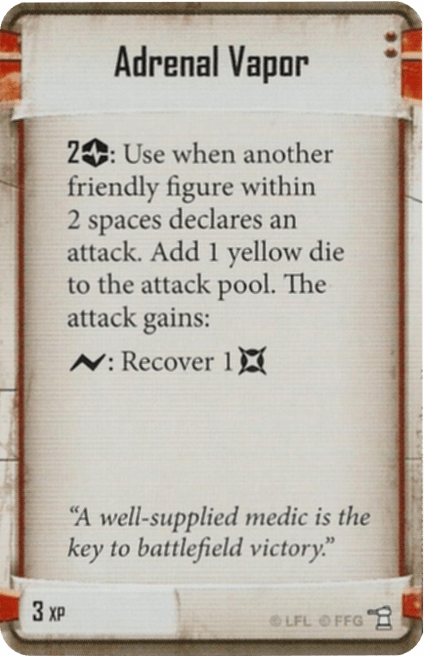 Adrenal Vapor
2: Use when another
friendly figure within
2 spaces declares an
attack. Add 1 yellow die
to the attack pool. The
attack gains:
: Recover 1
“A well-supplied medic is the
key to battlefield victory.”
3 XP
© LFL © FFG